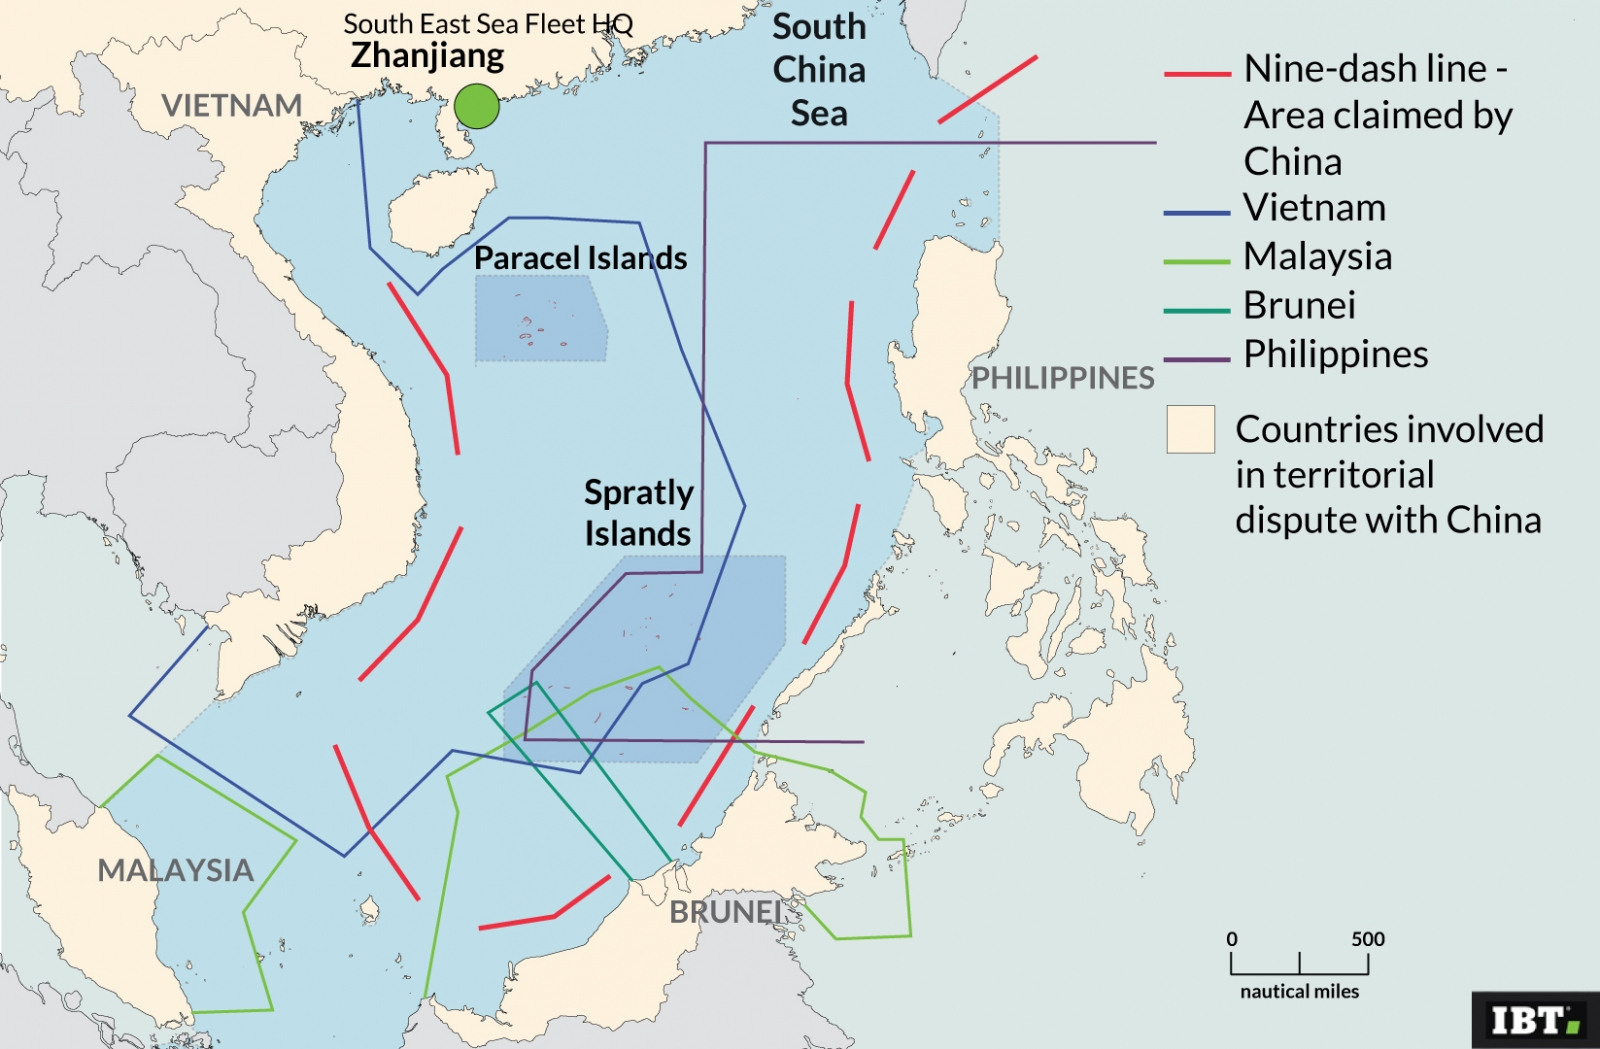 South East Sea Fleet HQ
Zhanjiang
South
China
Sea
VIETNAM
Paracel Islands
Spratly
Islands
PHILIPPINES
MALAYSIA
BRUNEI
Nine-dash line -
Area claimed by
China
Vietnam
Malaysia
Brunei
Philippines
Countries involved
in territorial
dispute with China
0 500
nautical miles
IBT